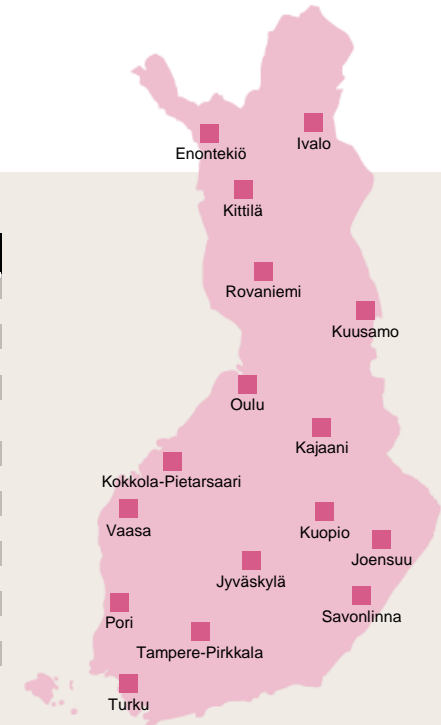 Ivalo
Enontekiö
Kittilä
Rovaniemi
Kuusamo
Oulu
Kajaani
Kokkola-Pietarsaari
Vaasa
Kuopio
Joensuu
Jyväskylä
Savonlinna
Pori
Tampere-Pirkkala
Turku